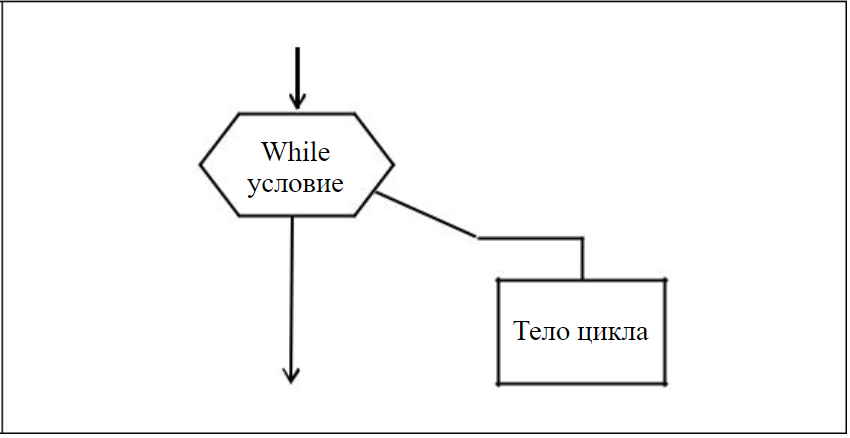 While
условие
Тело цикла